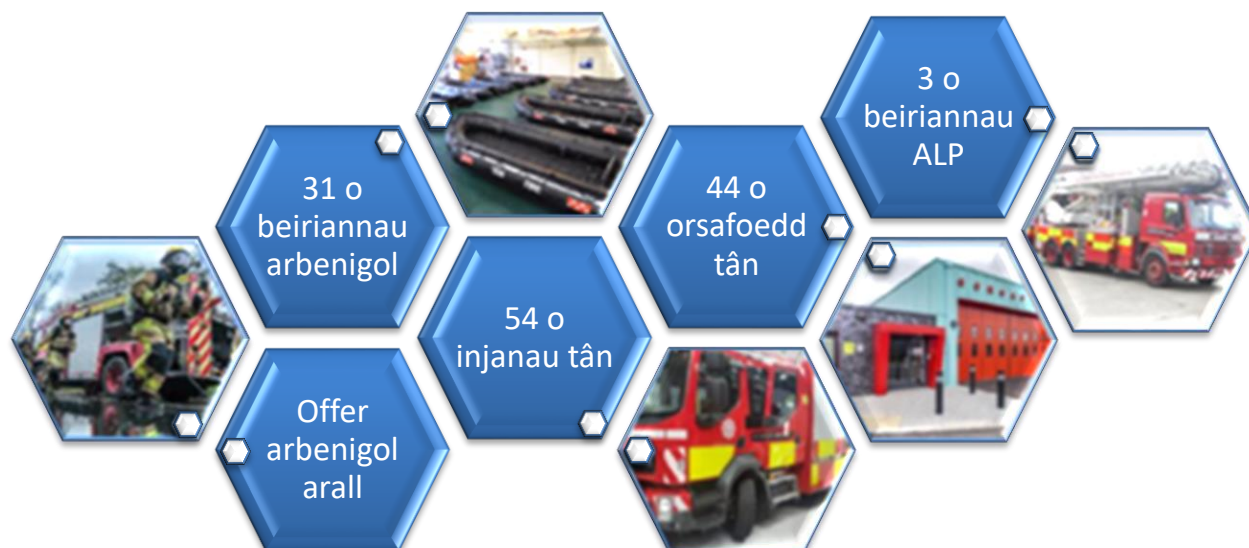 31 o
beiriannau
arbenigol
Offer
arbenigol
arall
54 o
injanau tân
44 o
orsafoedd
tân
3 o
beiriannau
ALP